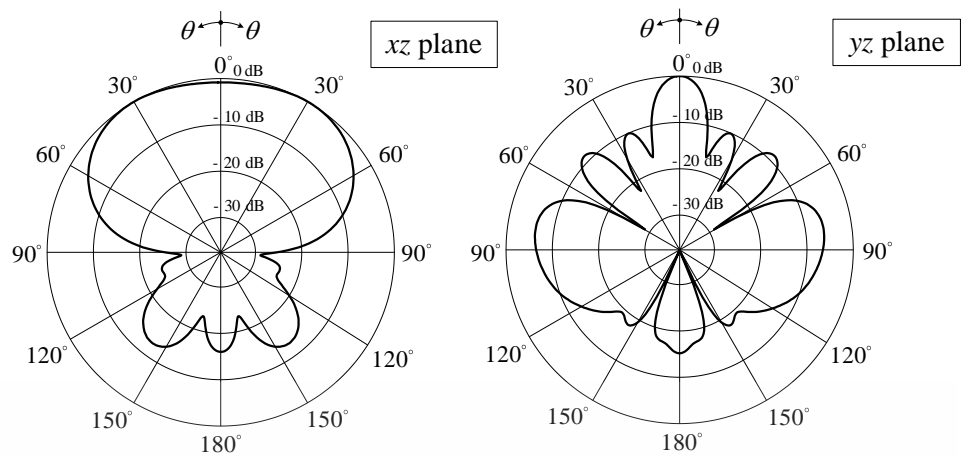 θ θ
xz plane
0° 0 dB
30° 30°
- 10 dB
60° 60°
- 20 dB
- 30 dB
90° 90°
120° 120°
150° 150°
180°
θ θ
yz plane
0° 0 dB
30° 30°
- 10 dB
60° 60°
- 20 dB
- 30 dB
90° 90°
120° 120°
150° 150°
180°